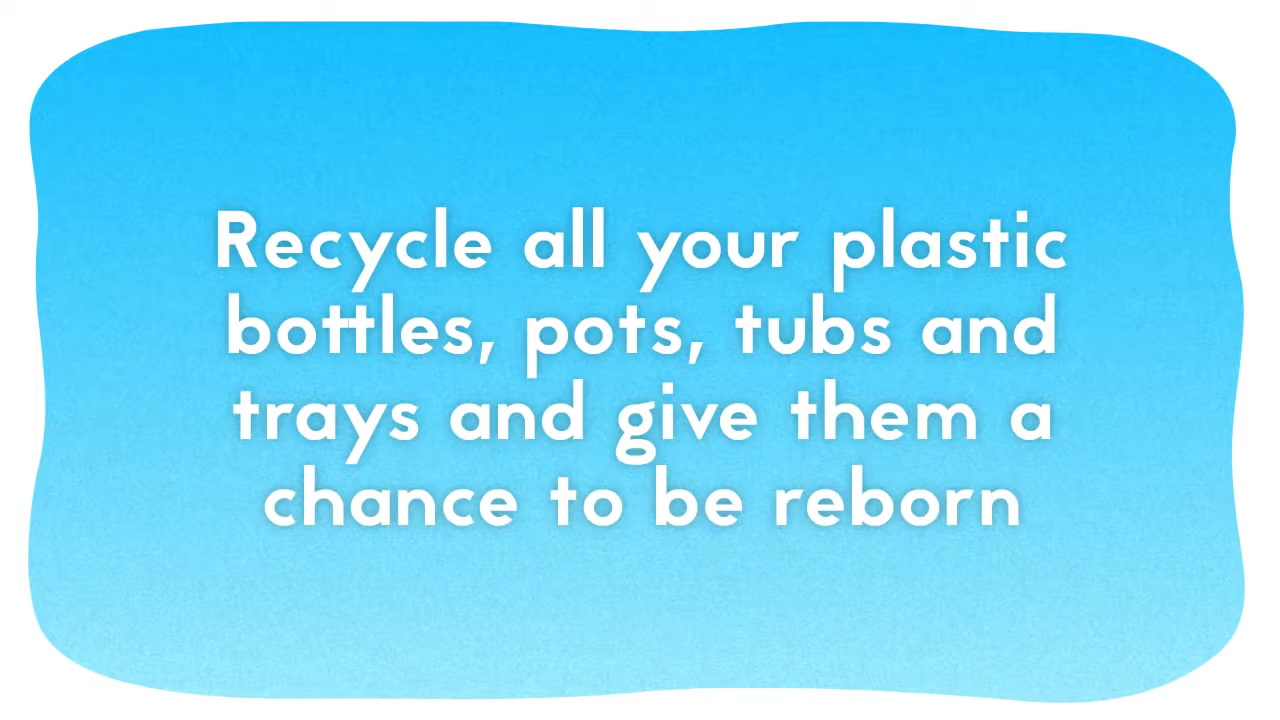 Recycle all your plastic
bottles, pots, tubs and
trays and give them a
chance to be reborn